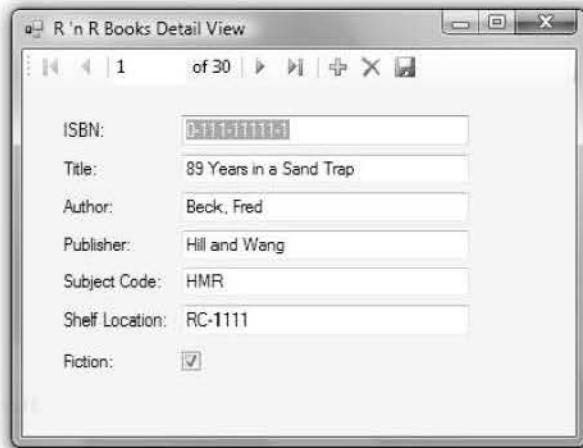 R 'n R Books Detail View
1 of 30
ISBN: 0-111-11111-1
Title: 89 Years in a Sand Trap
Author: Beck, Fred
Publisher: Hill and Wang
Subject Code: HMR
Shelf Location: RC-1111
Fiction: